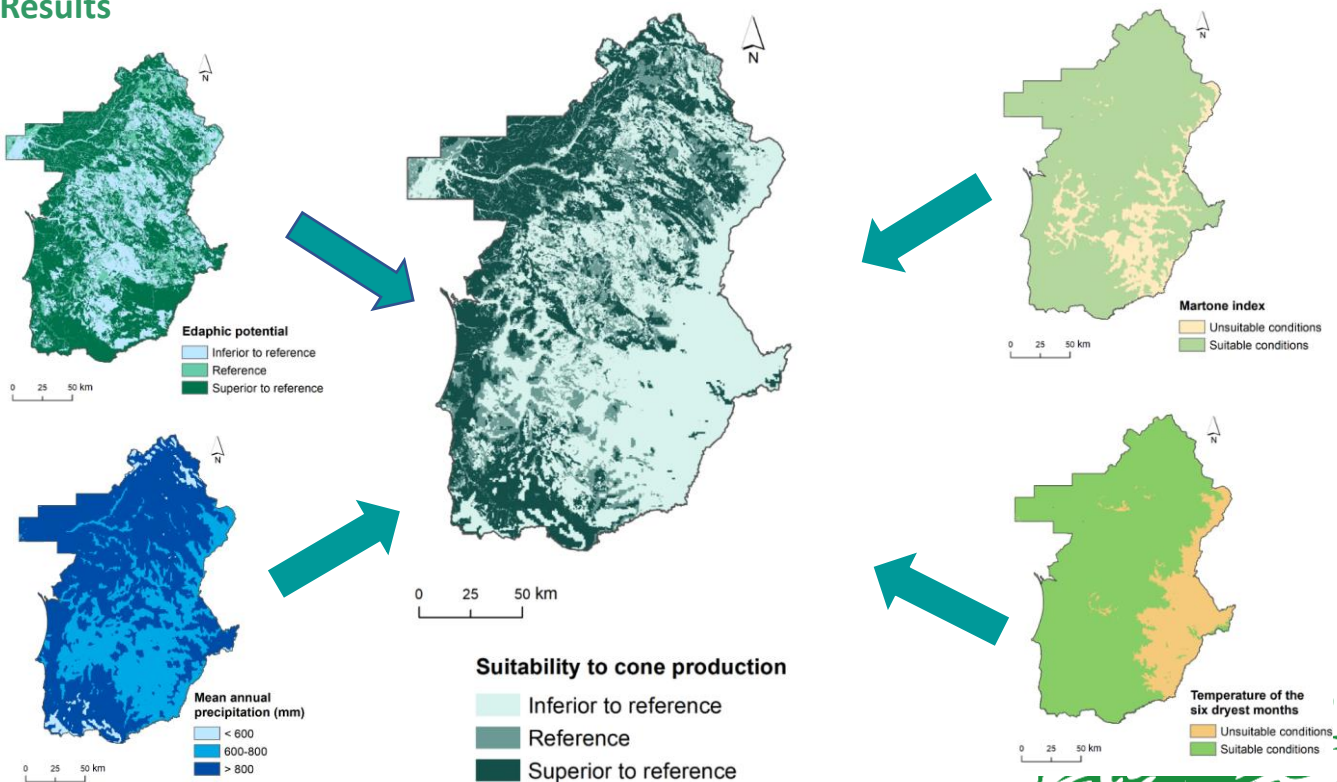 Results
N
Edaphic potential
Inferior to reference
Reference
Superior to reference
0 25 50 km
N
Mean annual
precipitation (mm)
< 600
600-800
> 800
0 25 50 km
N
0 25 50 km
Suitability to cone production
Inferior to reference
Reference
Superior to reference
N
Martone index
Unsuitable conditions
Suitable conditions
0 25 50 km
N
Temperature of the
six dryest months
Unsuitable conditions
Suitable conditions
0 25 50 km